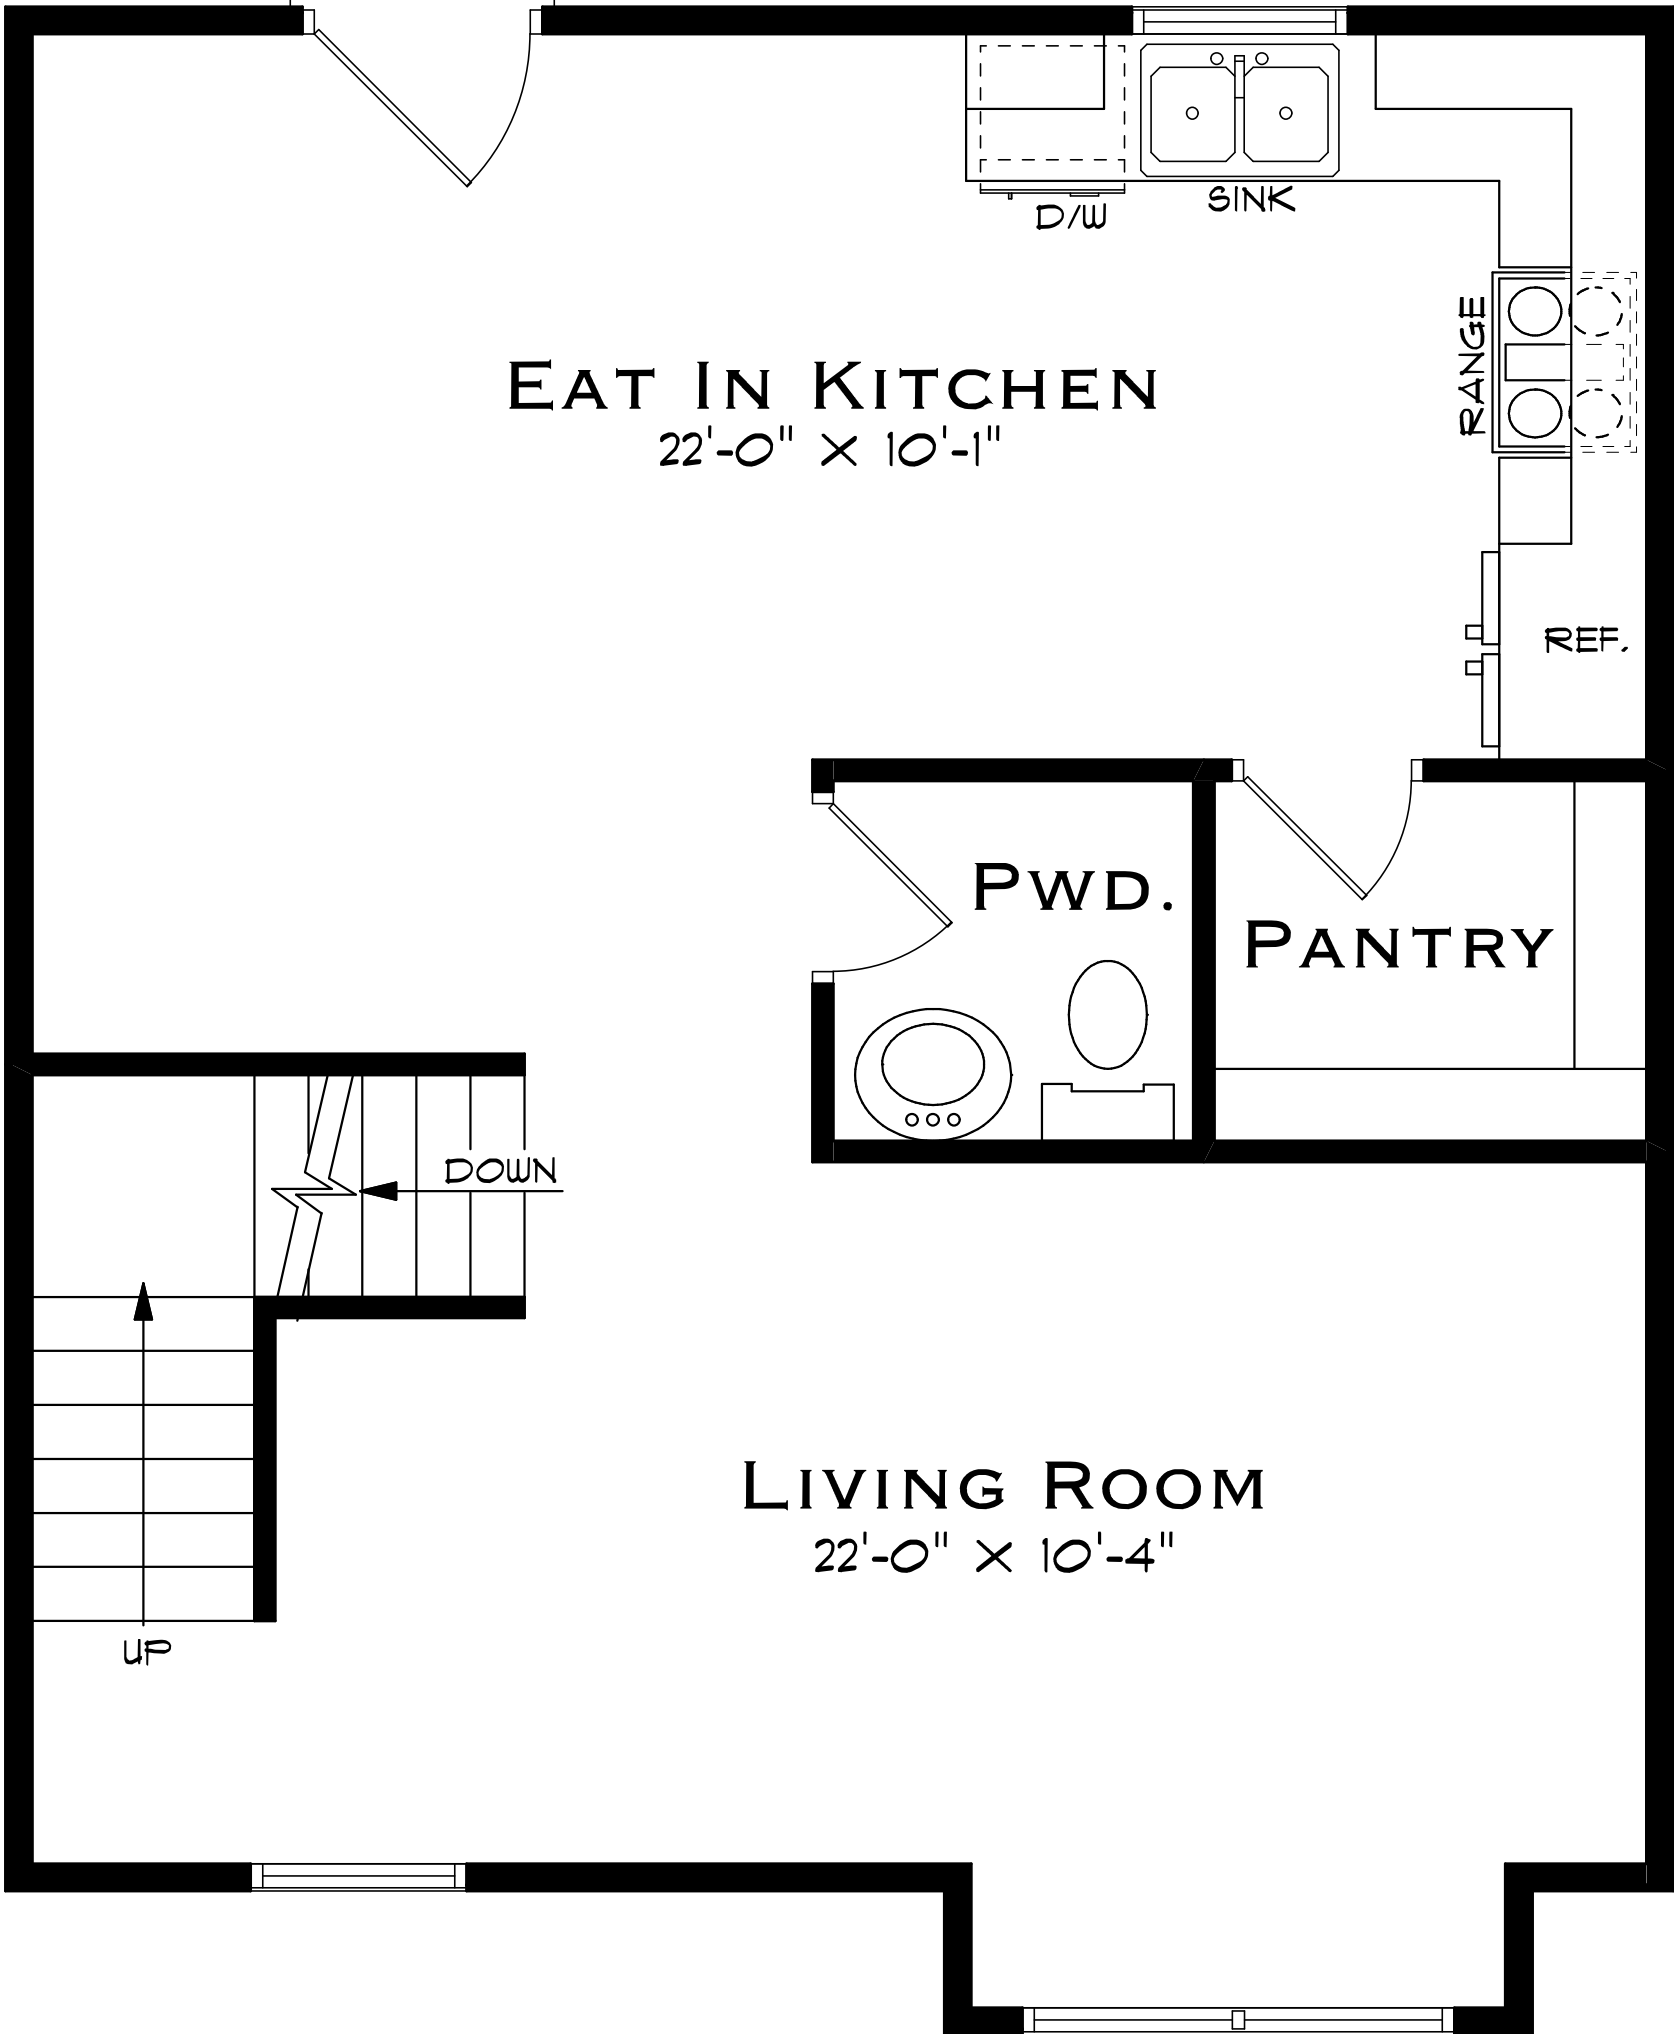 SINK
D/W
RANGE
EAT IN KITCHEN
22'-0" X 10'-1"
REF.
PWD.
PANTRY
DOWN
LIVING ROOM
22'-0" X 10'-4"
UP